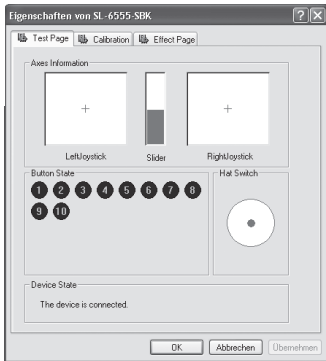 Eigenschaften von SL-6555-SBK
Test Page Calibration Effect Page
Axes Information
LeftJoystick Slider RightJoystick
Button State Hat Switch
1 2 3 4 5 6 7 8
9 10
Device State
The device is connected.
OK Abbrechen Übernehmen